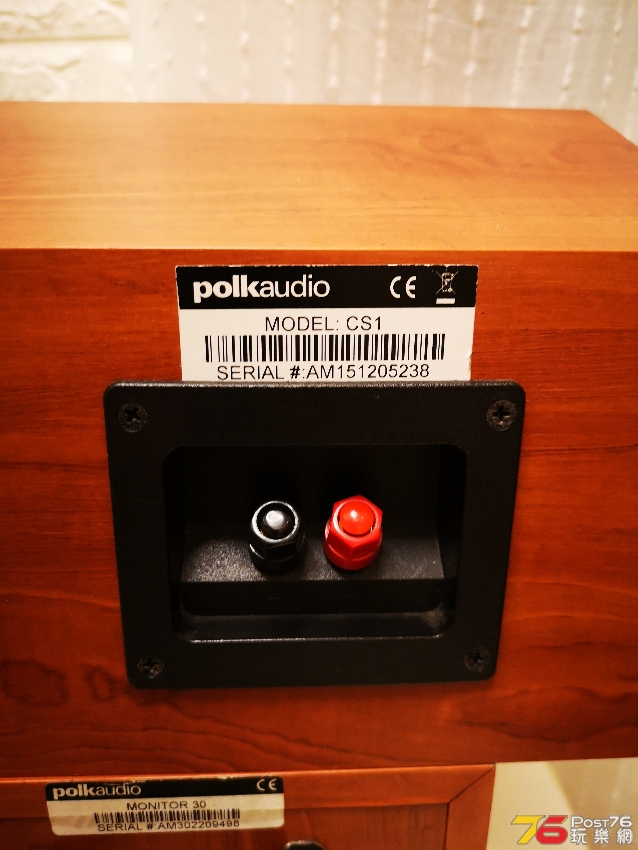 polkaudio CE
MODEL: CS1
SERIAL #:AM151205238
polkaudio CE
MONITOR 30
SERIAL #:AM302209498
76 Post76
玩樂網